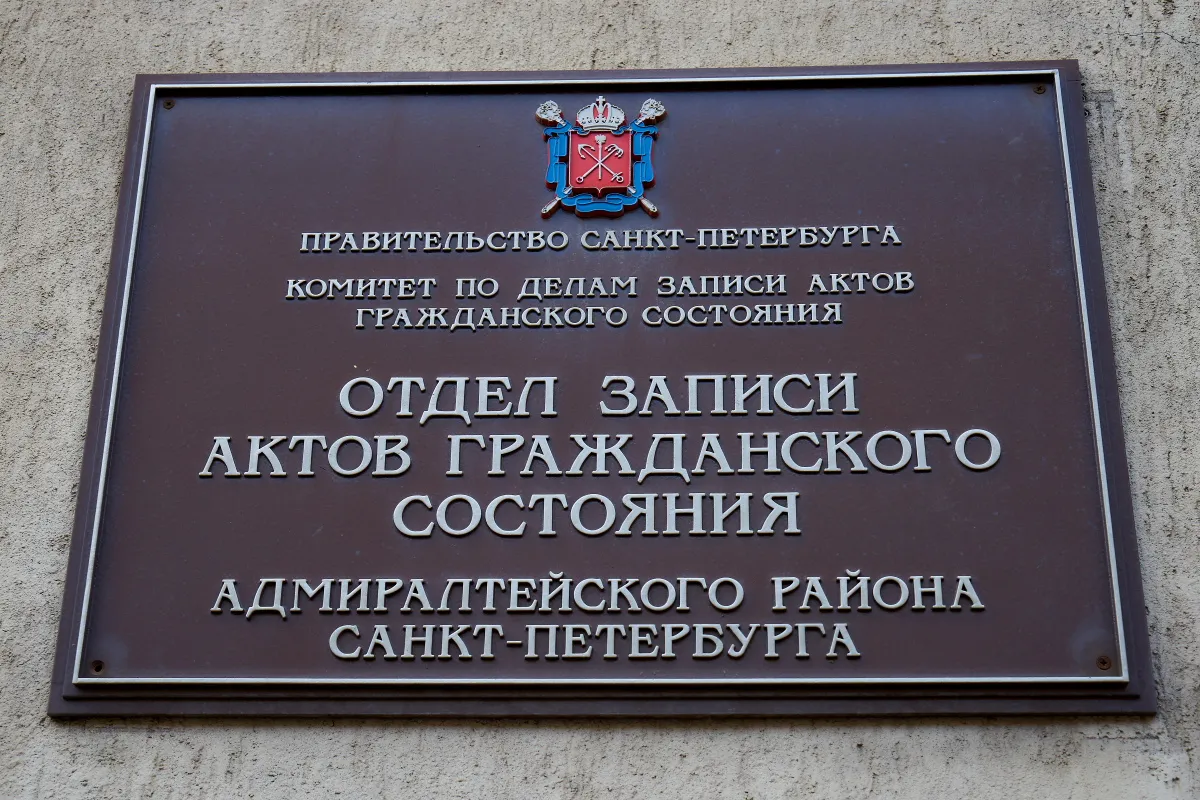 ПРАВИТЕЛЬСТВО САНКТ-ПЕТЕРБУРГА
КОМИТЕТ ПО ДЕЛАМ ЗАПИСИ АКТОВ
ГРАЖДАНСКОГО СОСТОЯНИЯ
ОТДЕЛ ЗАПИСИ
АКТОВ ГРАЖДАНСКОГО
СОСТОЯНИЯ
АДМИРАЛТЕЙСКОГО РАЙОНА
САНКТ-ПЕТЕРБУРГА